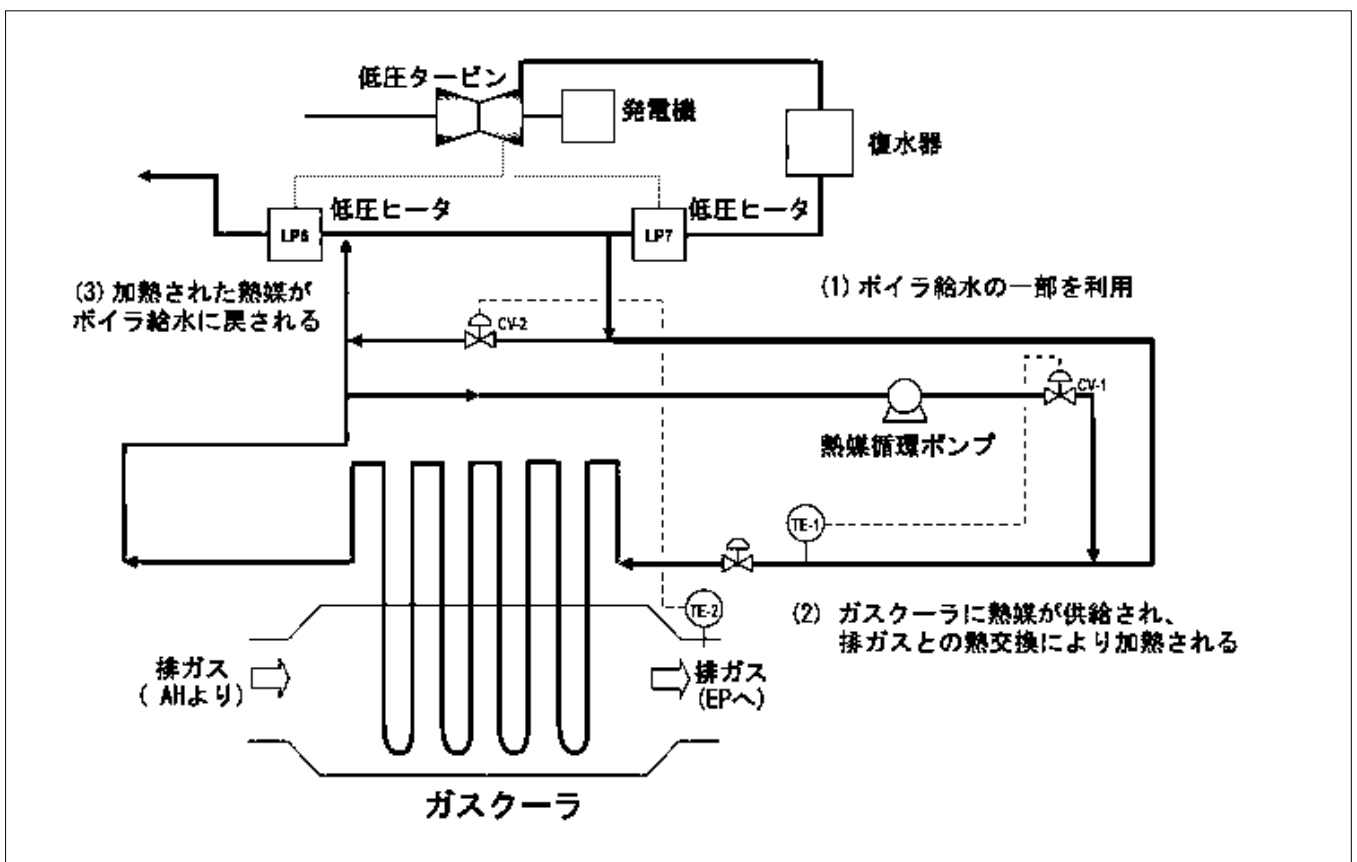 低圧タービン
発電機
復水器
低圧ヒータ
低圧ヒータ
LP6
LP7
(1) ボイラ給水の一部を利用
(3) 加熱された熱媒が
ボイラ給水に戻される
CV-2
CV-1
熱媒循環ポンプ
TE-1
TE-2
(2) ガスクーラに熱媒が供給され、
排ガスとの熱交換により加熱される
排ガス
( AHより)
排ガス
(EPへ)
ガスクーラ